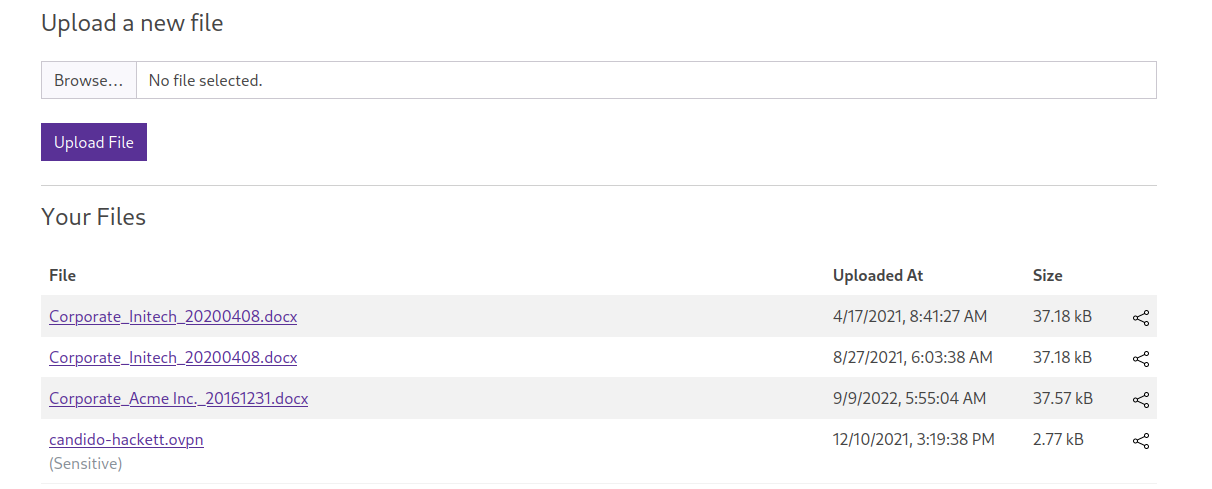 Upload a new file
Browse... No file selected.
Upload File
Your Files
File Uploaded At Size
Corporate_Initech_20200408.docx 4/17/2021, 8:41:27 AM 37.18 kB
Corporate_Initech_20200408.docx 8/27/2021, 6:03:38 AM 37.18 kB
Corporate_Acme Inc._20161231.docx 9/9/2022, 5:55:04 AM 37.57 kB
candido-hackett.ovpn 12/10/2021, 3:19:38 PM 2.77 kB
(Sensitive)